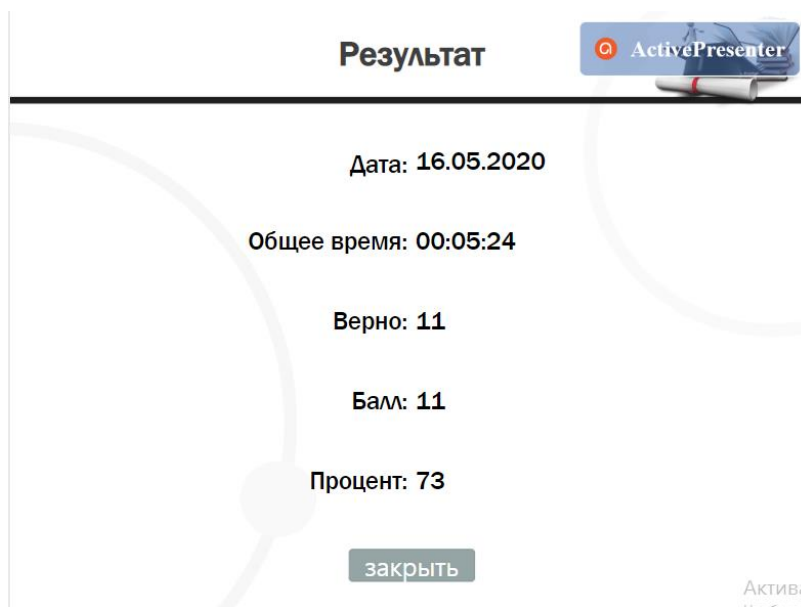 Результат
ActivePresenter
Дата: 16.05.2020
Общее время: 00:05:24
Верно: 11
Балл: 11
Процент: 73
закрыть